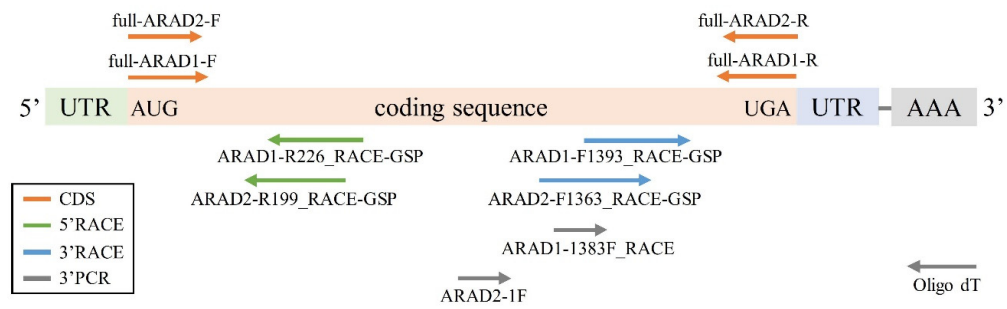 full-ARAD2-F
full-ARAD2-R
full-ARAD1-F
full-ARAD1-R
5’ UTR AUG coding sequence UGA UTR AAA 3’
ARAD1-R226_RACE-GSP
ARAD1-F1393_RACE-GSP
ARAD2-R199_RACE-GSP
ARAD2-F1363_RACE-GSP
CDS
5’RACE
3’RACE
3’PCR
ARAD1-1383F_RACE
ARAD2-1F
Oligo dT